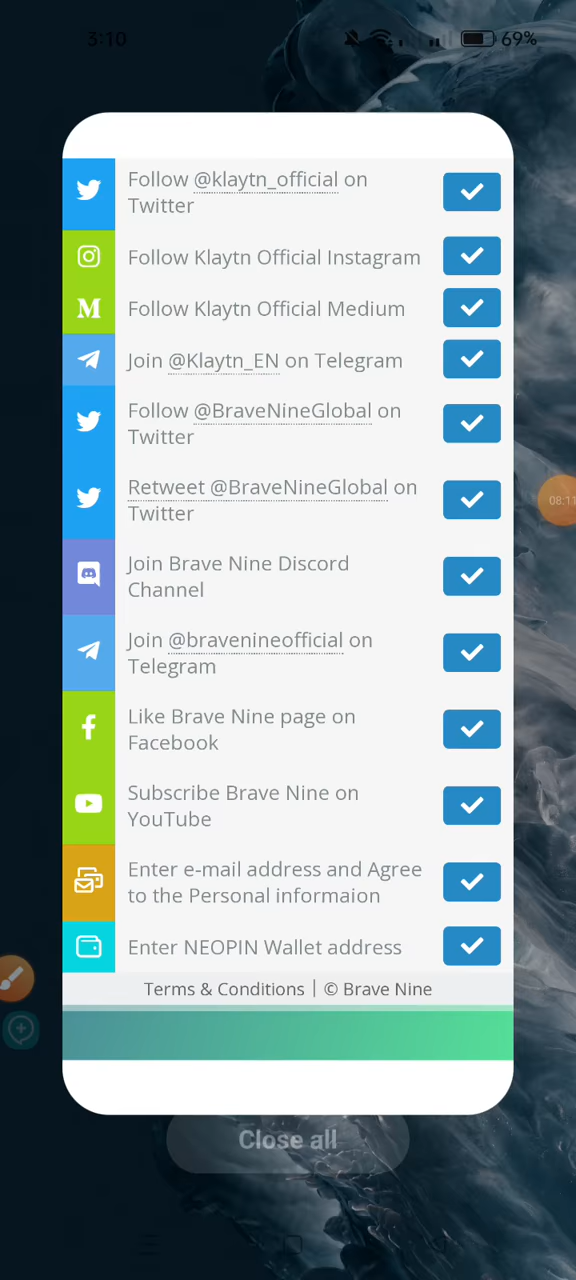 3:10
69%
Follow @klaytn_official on
Twitter
Follow Klaytn Official Instagram
M
Follow Klaytn Official Medium
Join @Klaytn_EN on Telegram
Follow @BraveNineGlobal on
Twitter
Retweet @BraveNineGlobal on
Twitter
08:11
Join Brave Nine Discord
Channel
Join @bravenineofficial on
Telegram
Like Brave Nine page on
Facebook
Subscribe Brave Nine on
YouTube
Enter e-mail address and Agree
to the Personal informaion
Enter NEOPIN Wallet address
Terms & Conditions | © Brave Nine
Close all